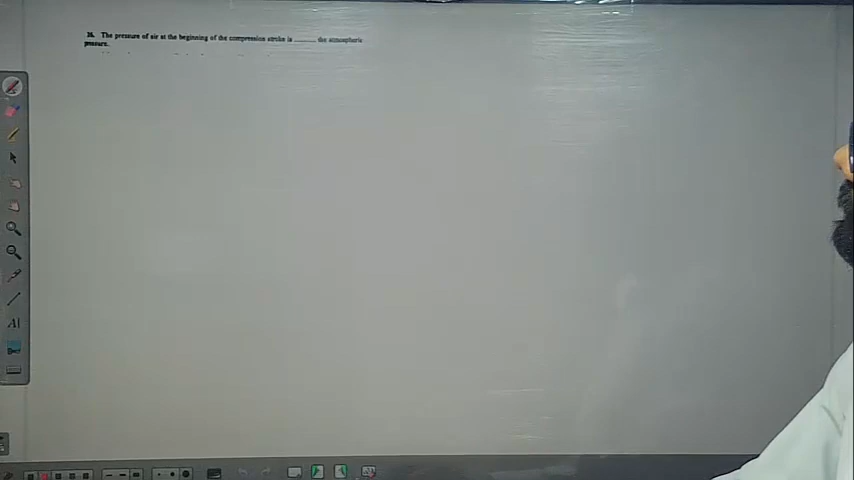 36. The pressure of air at the beginning of the compression stroke is ........ the atmospheric
pressure.